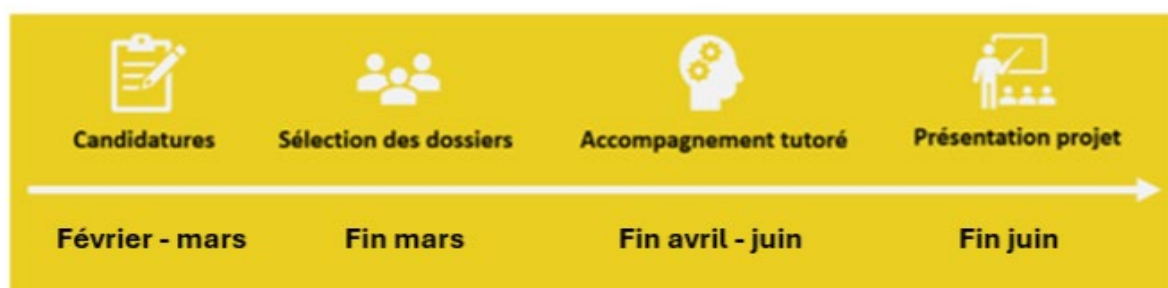 Candidatures
Sélection des dossiers
Accompagnement tutoré
Présentation projet
Février - mars
Fin mars
Fin avril - juin
Fin juin